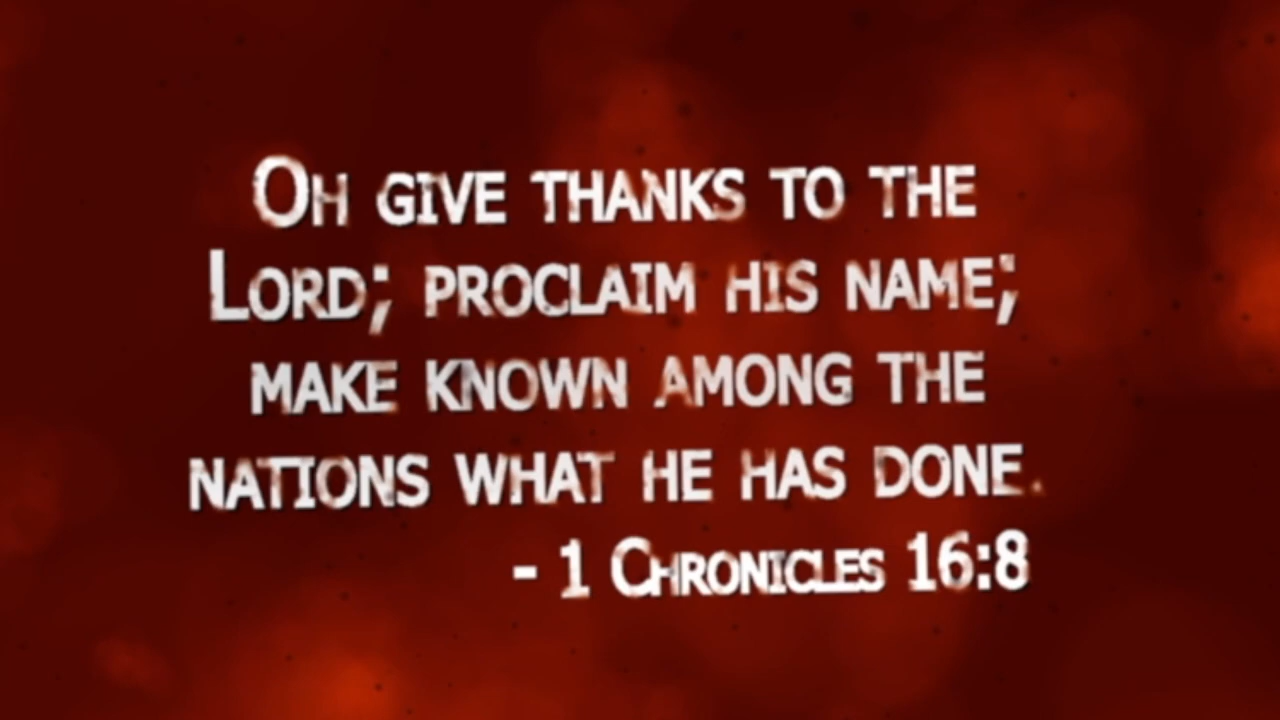 Oh give thanks to the
Lord; proclaim his name;
make known among the
nations what he has done.
- 1 Chronicles 16:8